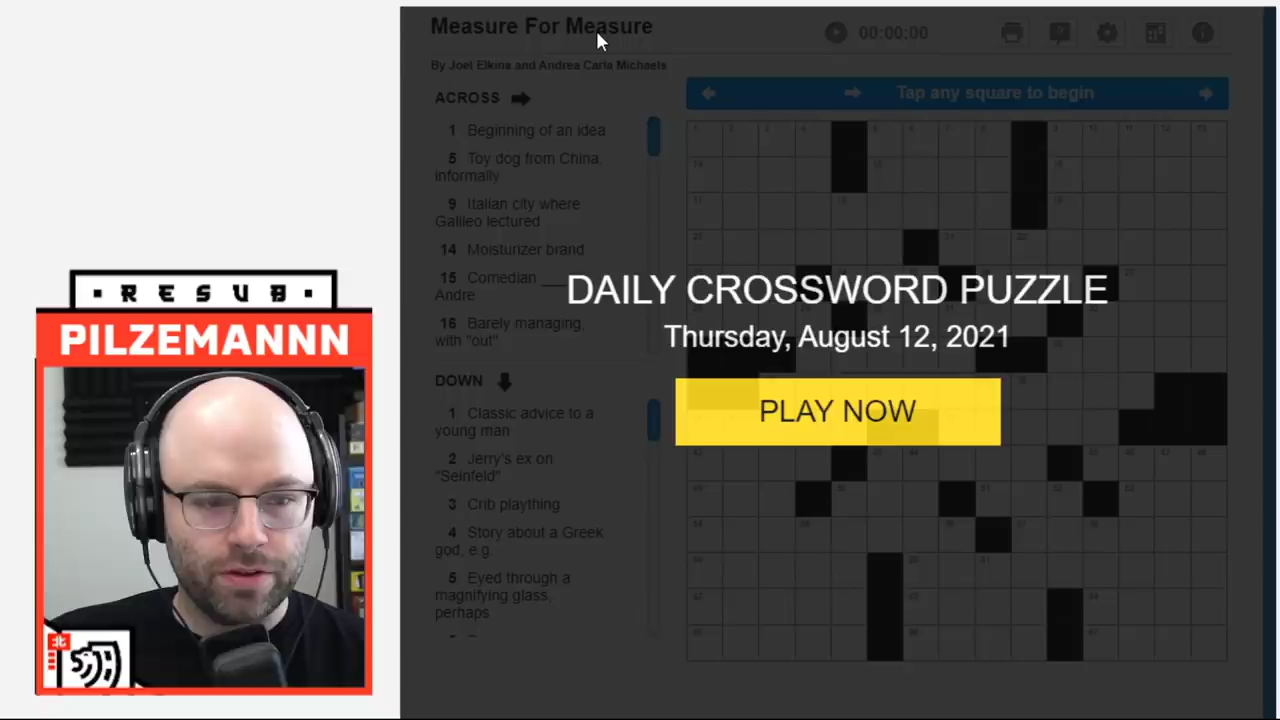 Measure For Measure
00:00:00
By Joel Elkins and Andrea Carla Michaels
ACROSS
Tap any square to begin
1 Beginning of an idea
5 Toy dog from China,
informally
9 Italian city where
Galileo lectured
14 Moisturizer brand
15 Comedian ___
Andre
16 Barely managing,
with "out"
DOWN
1 Classic advice to a
young man
2 Jerry's ex on
"Seinfeld"
3 Crib plaything
4 Story about a Greek
god, e.g.
5 Eyed through a
magnifying glass,
perhaps
DAILY CROSSWORD PUZZLE
Thursday, August 12, 2021
PLAY NOW
· RESUB ·
PILZEMANNN